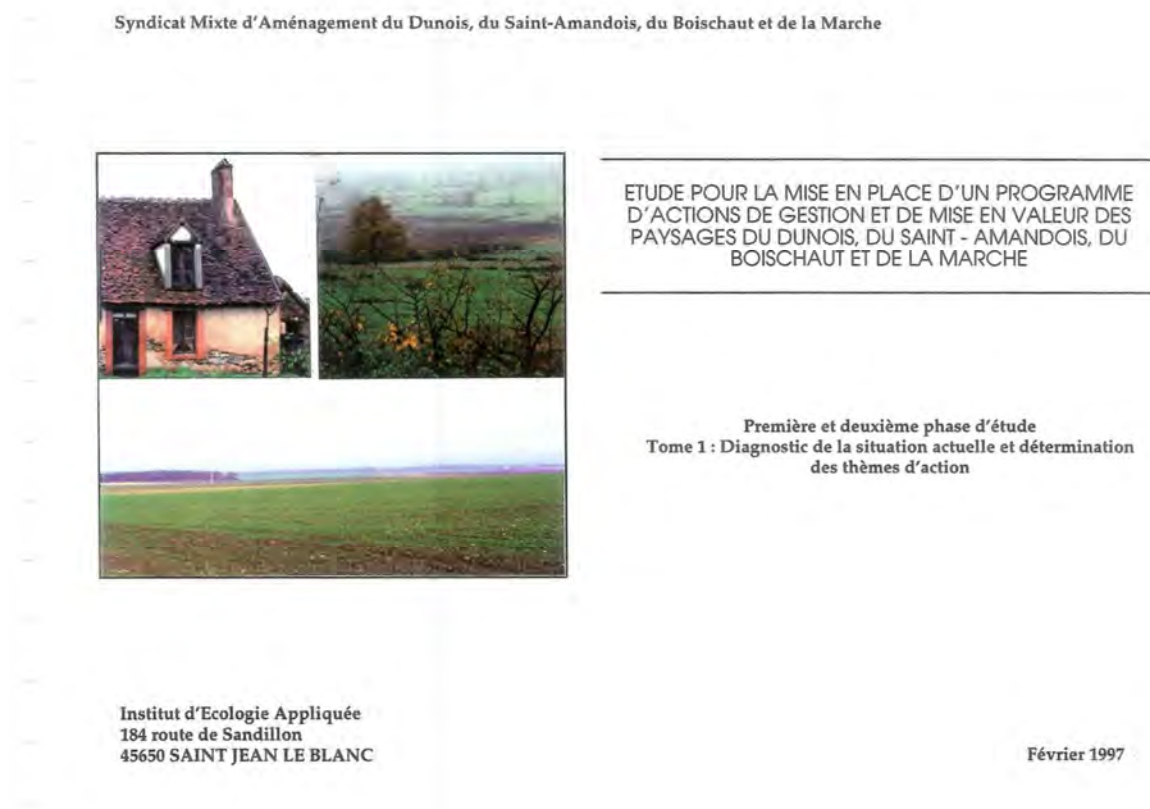 Syndicat Mixte d'Aménagement du Dunois, du Saint-Amandois, du Boischaut et de la Marche
ETUDE POUR LA MISE EN PLACE D'UN PROGRAMME
D'ACTIONS DE GESTION ET DE MISE EN VALEUR DES
PAYSAGES DU DUNOIS, DU SAINT - AMANDOIS, DU
BOISCHAUT ET DE LA MARCHE
Première et deuxième phase d'étude
Tome 1 : Diagnostic de la situation actuelle et détermination
des thèmes d'action
Institut d'Ecologie Appliquée
184 route de Sandillon
45650 SAINT JEAN LE BLANC
Février 1997